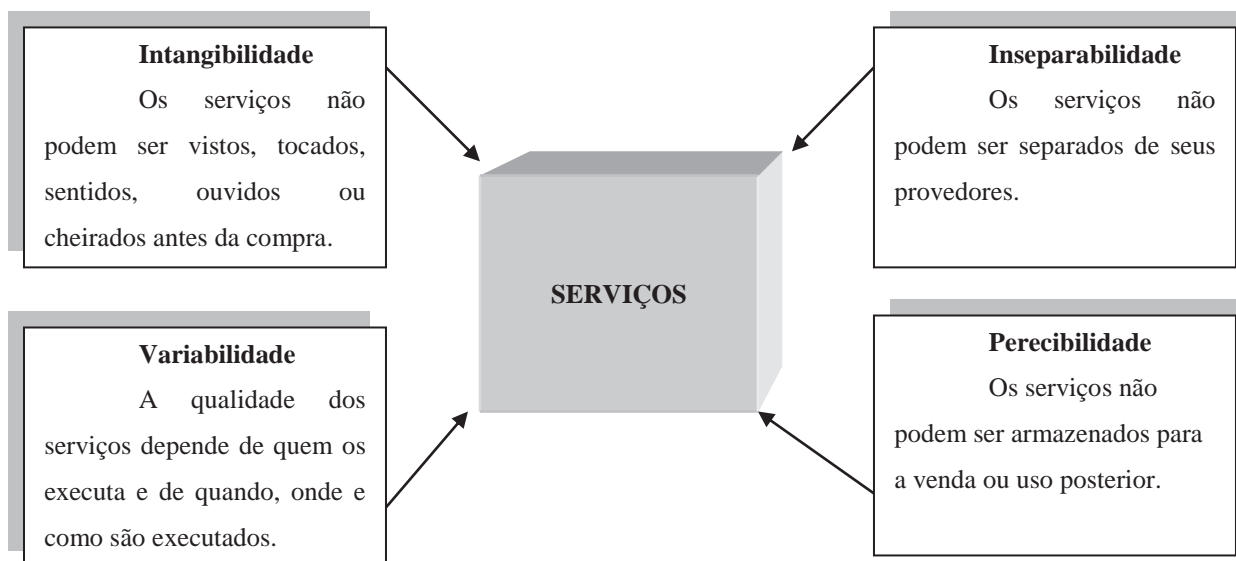 Intangibilidade
Os serviços não
podem ser vistos, tocados,
sentidos, ouvidos ou
cheirados antes da compra.
Inseparabilidade
Os serviços não
podem ser separados de seus
provedores.
SERVIÇOS
Variabilidade
A qualidade dos
serviços depende de quem os
executa e de quando, onde e
como são executados.
Perecibilidade
Os serviços não
podem ser armazenados para
a venda ou uso posterior.